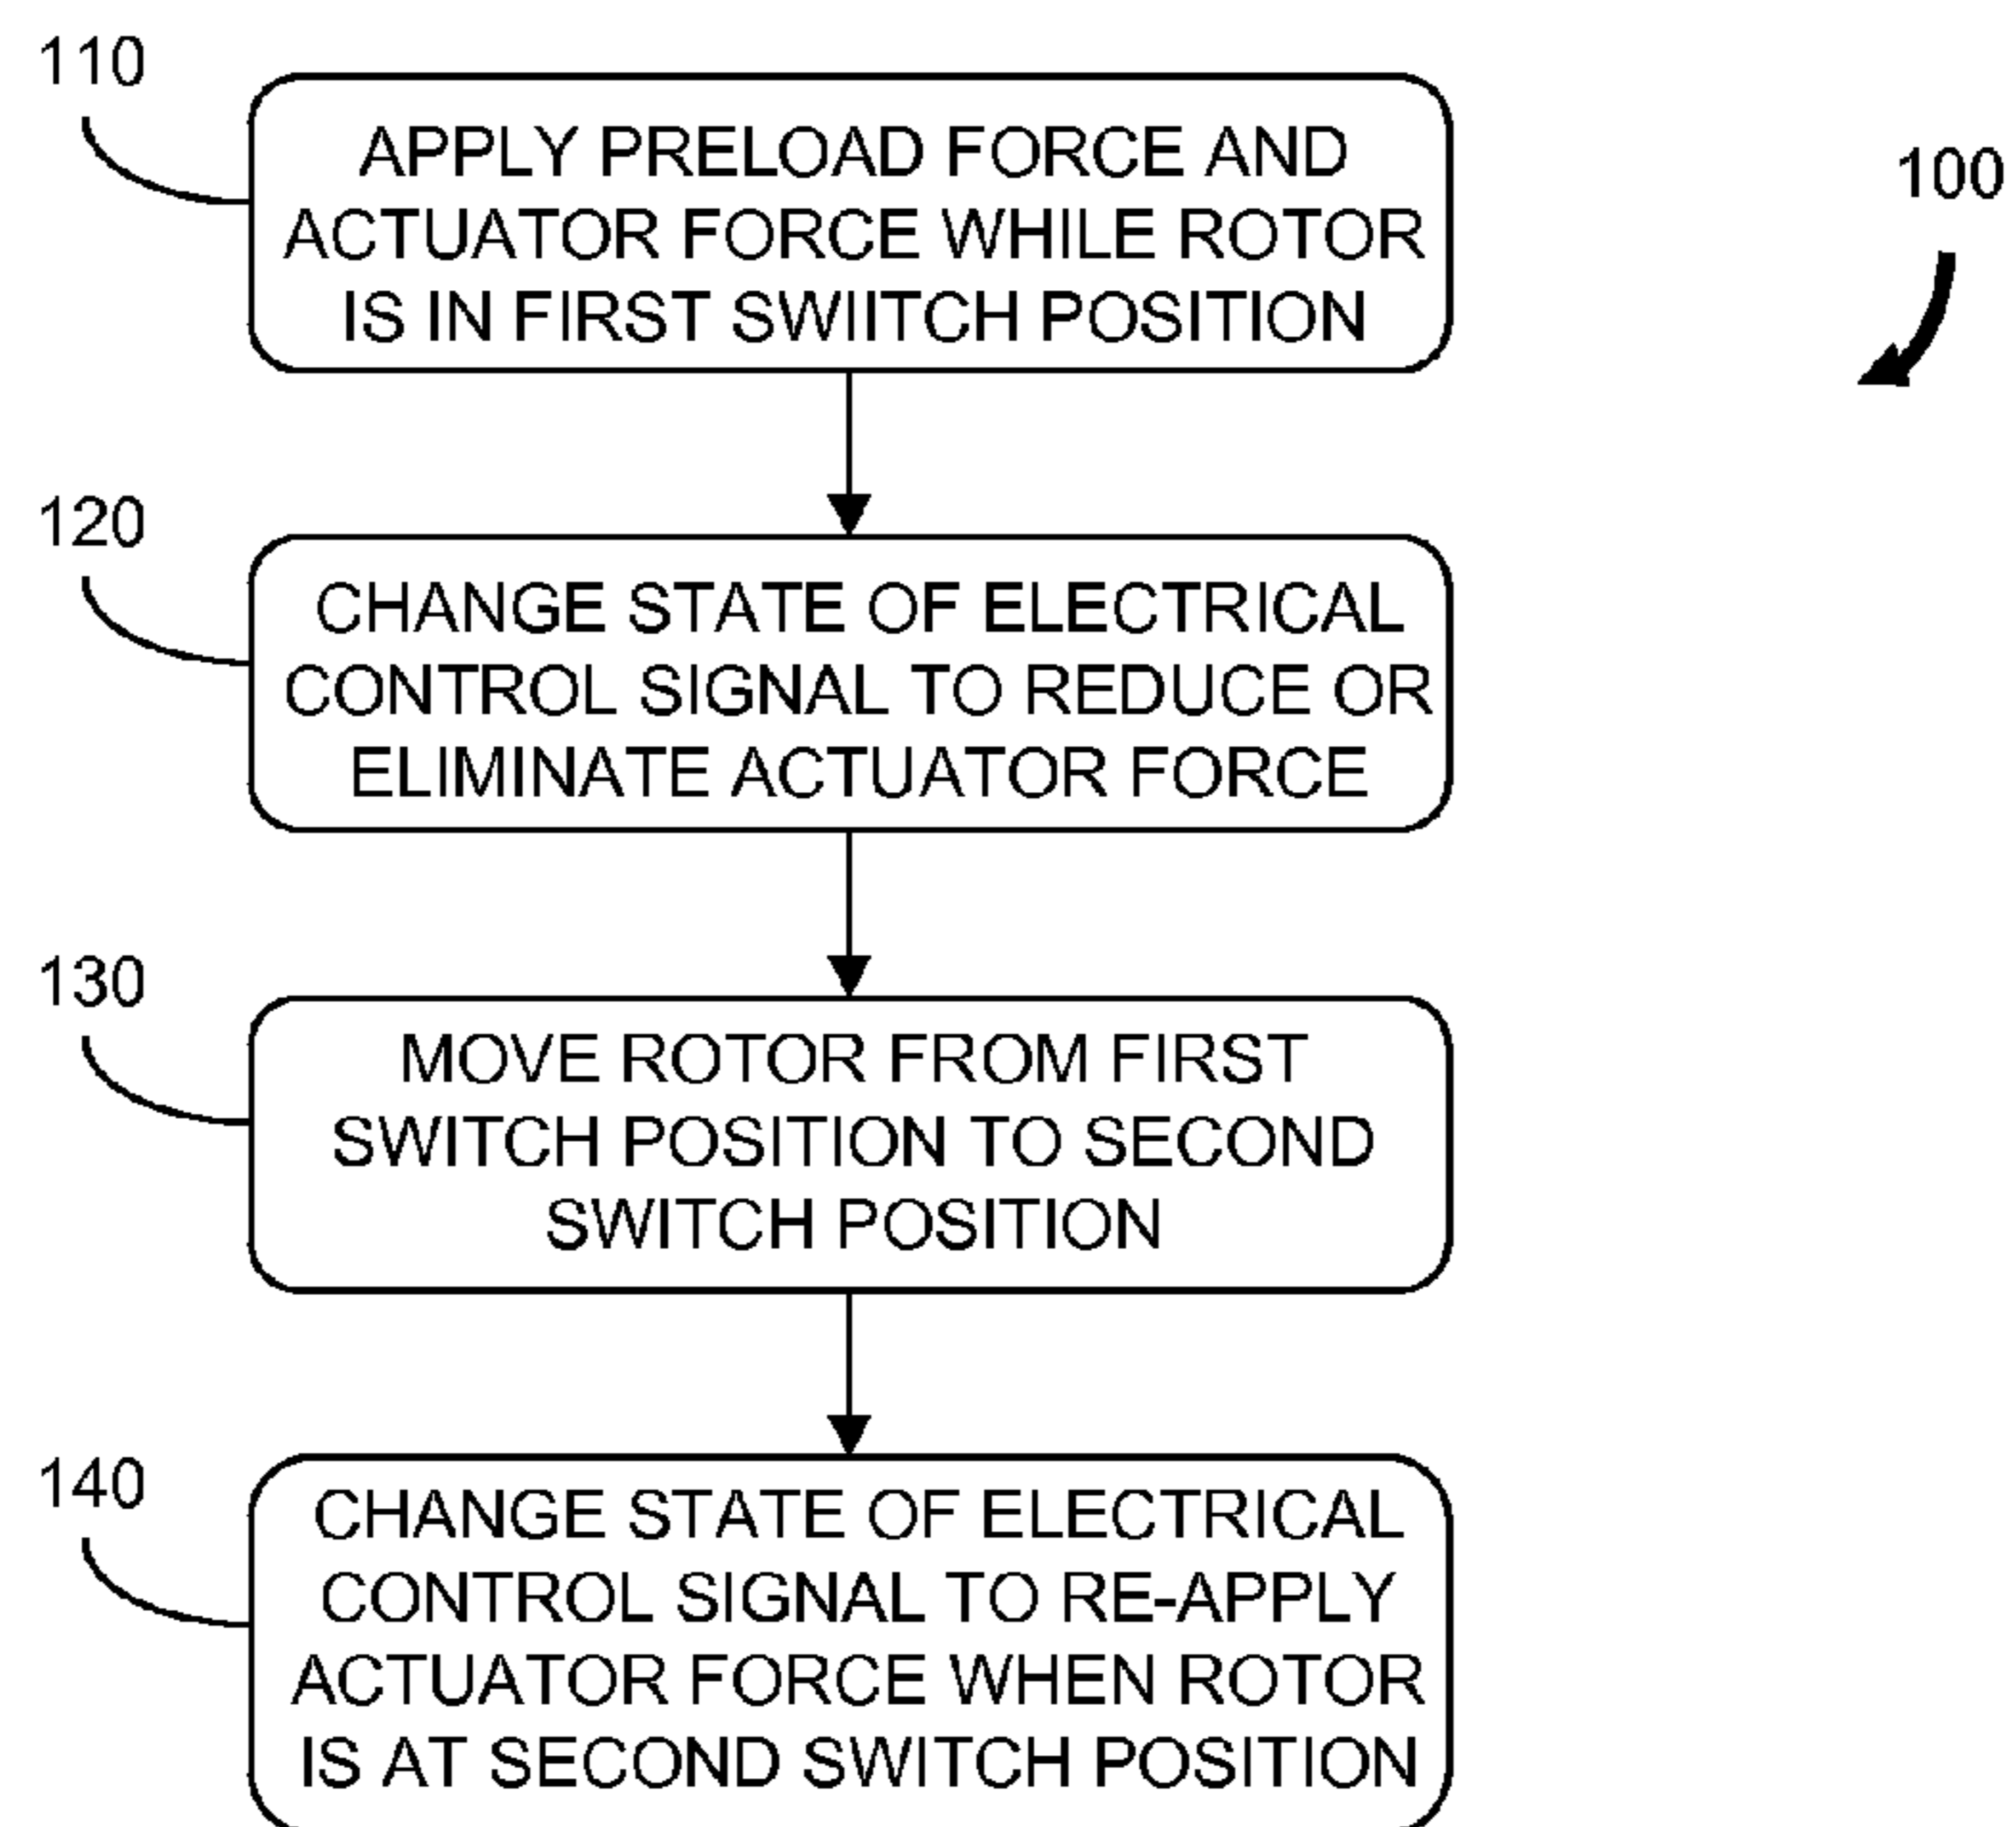 110
APPLY PRELOAD FORCE AND
ACTUATOR FORCE WHILE ROTOR
IS IN FIRST SWIITCH POSITION
100
120
CHANGE STATE OF ELECTRICAL
CONTROL SIGNAL TO REDUCE OR
ELIMINATE ACTUATOR FORCE
130
MOVE ROTOR FROM FIRST
SWITCH POSITION TO SECOND
SWITCH POSITION
140
CHANGE STATE OF ELECTRICAL
CONTROL SIGNAL TO RE-APPLY
ACTUATOR FORCE WHEN ROTOR
IS AT SECOND SWITCH POSITION